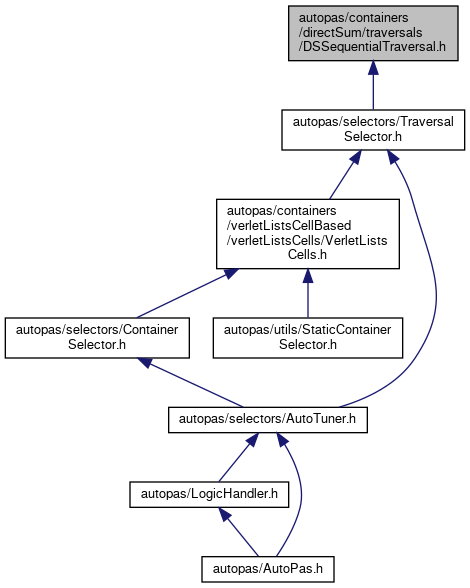 autopas/containers
/directSum/traversals
/DSSequentialTraversal.h
autopas/selectors/Traversal
Selector.h
autopas/containers
/verletListsCellBased
/verletListsCells/VerletLists
Cells.h
autopas/selectors/Container
Selector.h
autopas/utils/StaticContainer
Selector.h
autopas/selectors/AutoTuner.h
autopas/LogicHandler.h
autopas/AutoPas.h